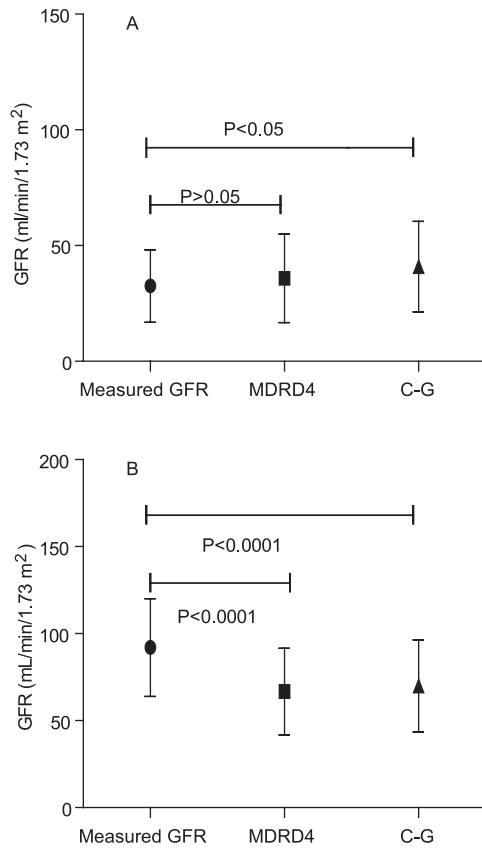 A
150
P<0.05
100
P>0.05
GFR (ml/min/1.73 m²)
50
0
Measured GFR MDRD4 C-G
B
200
150
P<0.0001
P<0.0001
100
GFR (mL/min/1.73 m²)
50
0
Measured GFR MDRD4 C-G